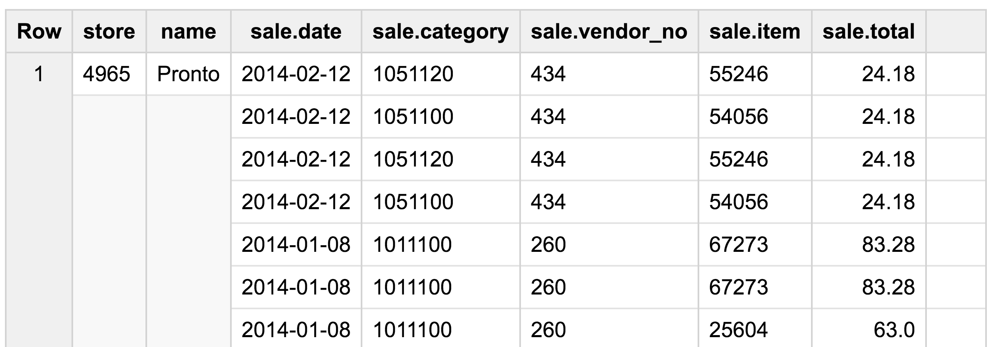 Row store name sale.date sale.category sale.vendor_no sale.item sale.total
1 4965 Pronto 2014-02-12 1051120 434 55246 24.18
2014-02-12 1051100 434 54056 24.18
2014-02-12 1051120 434 55246 24.18
2014-02-12 1051100 434 54056 24.18
2014-01-08 1011100 260 67273 83.28
2014-01-08 1011100 260 67273 83.28
2014-01-08 1011100 260 25604 63.0